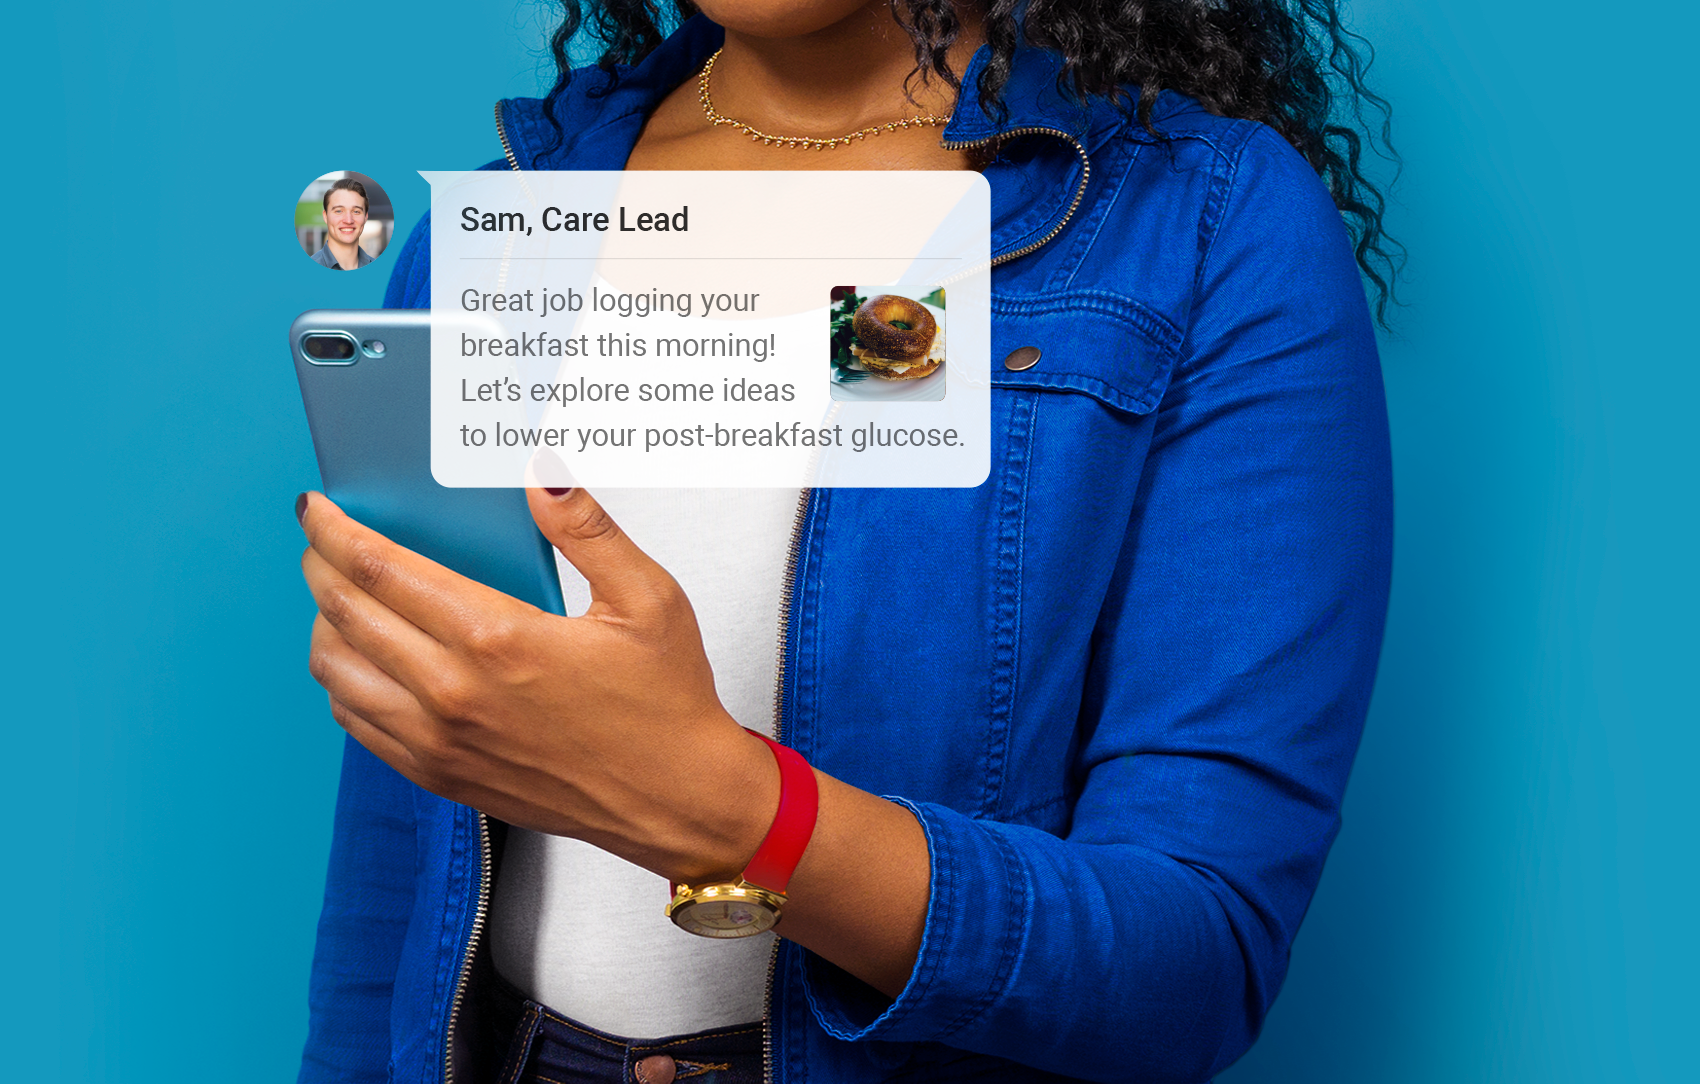 Sam, Care Lead
Great job logging your
breakfast this morning!
Let’s explore some ideas
to lower your post-breakfast glucose.